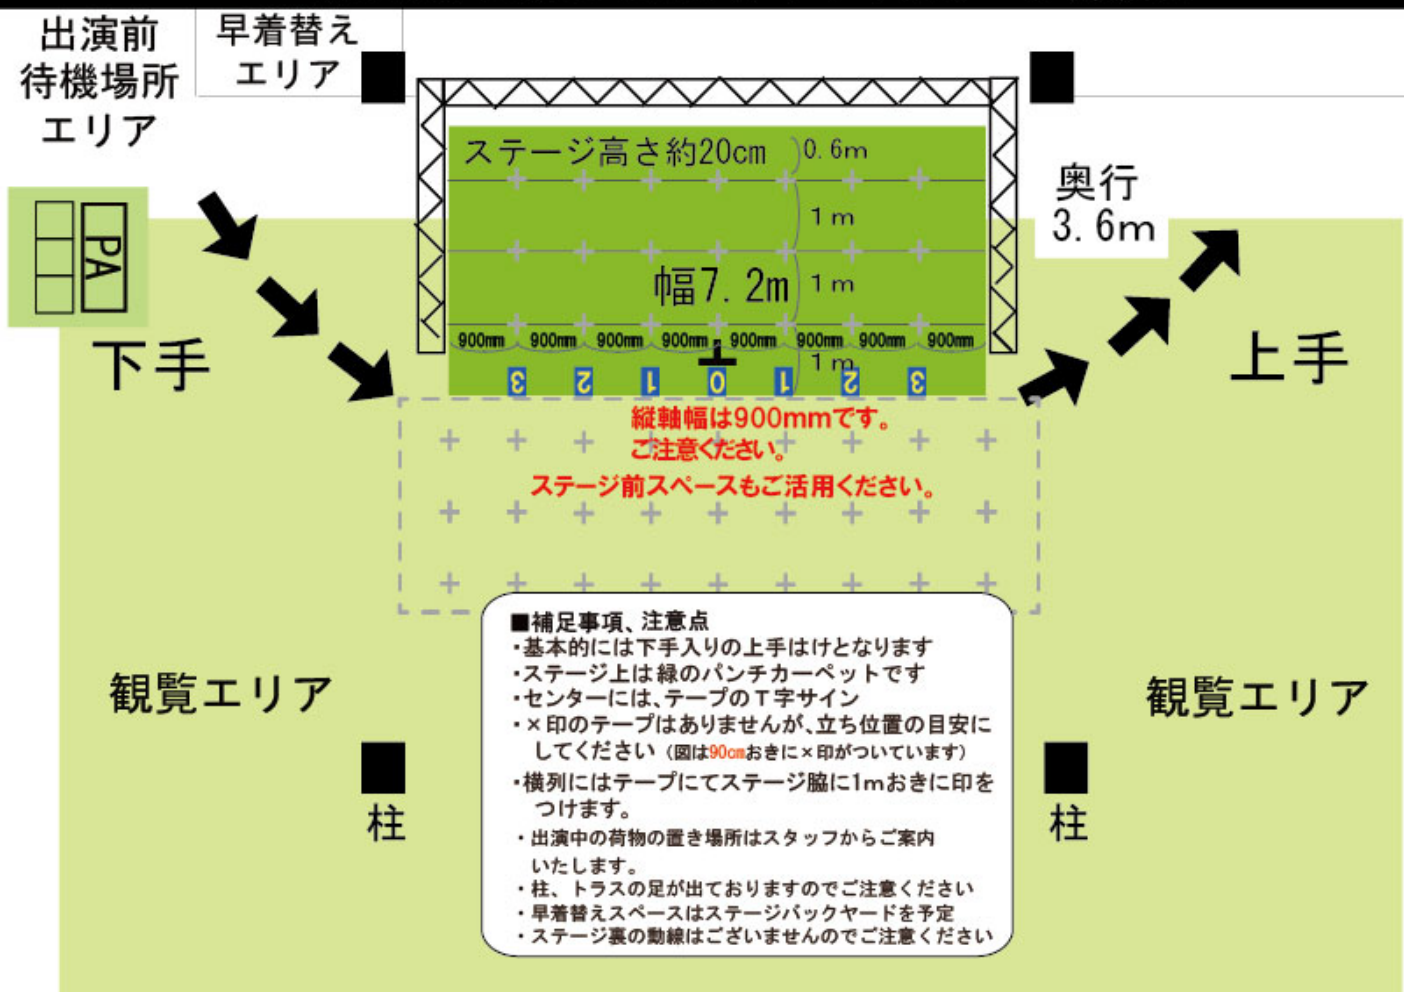 出演前
待機場所
エリア
早着替え
エリア
ステージ高さ約20cm
0.6m
1m
1m
幅7.2m
900mm 900mm 900mm 900mm 900mm 900mm 900mm 900mm
1m
3 2 1 0 1 2 3
奥行
3.6m
PA
下手
上手
縦軸幅は900mmです。
ご注意ください。
ステージ前スペースもご活用ください。
観覧エリア
観覧エリア
柱
柱
■補足事項、注意点
・基本的には下手入りの上手はけとなります
・ステージ上は緑のパンチカーペットです
・センターには、テープのT字サイン
・×印のテープはありませんが、立ち位置の目安に
してください（図は90cmおきに×印がついています）
・横列にはテープにてステージ脇に1mおきに印を
つけます。
・出演中の荷物の置き場所はスタッフからご案内
いたします。
・柱、トラスの足が出ておりますのでご注意ください
・早着替えスペースはステージバックヤードを予定
・ステージ裏の動線はございませんのでご注意ください